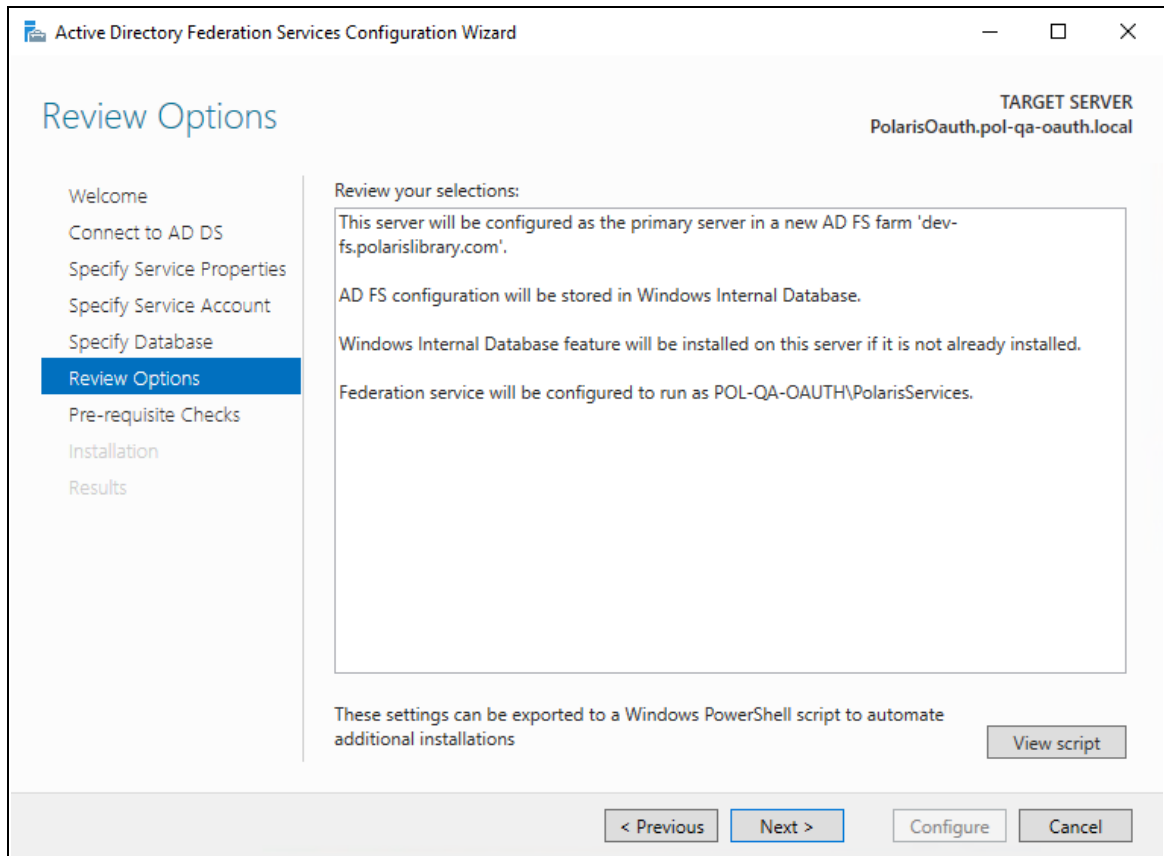 Active Directory Federation Services Configuration Wizard
Review Options
TARGET SERVER
PolarisOauth.pol-qa-oauth.local
Welcome
Connect to AD DS
Specify Service Properties
Specify Service Account
Specify Database
Review Options
Pre-requisite Checks
Installation
Results
Review your selections:
This server will be configured as the primary server in a new AD FS farm 'dev-
fs.polarislibrary.com'.
AD FS configuration will be stored in Windows Internal Database.
Windows Internal Database feature will be installed on this server if it is not already installed.
Federation service will be configured to run as POL-QA-OAUTH\PolarisServices.
These settings can be exported to a Windows PowerShell script to automate
additional installations
View script
< Previous
Next >
Configure
Cancel